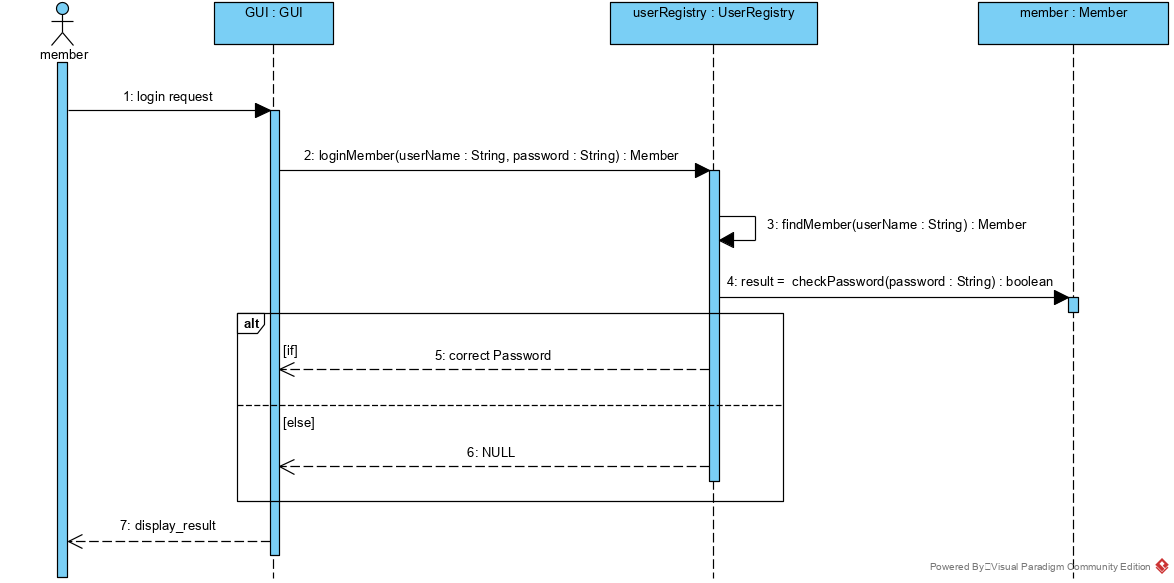 GUI : GUI
userRegistry : UserRegistry
member : Member
member
1: login request
2: loginMember(userName : String, password : String) : Member
3: findMember(userName : String) : Member
4: result = checkPassword(password : String) : boolean
alt
[if]
5: correct Password
[else]
6: NULL
7: display_result
Powered By Visual Paradigm Community Edition